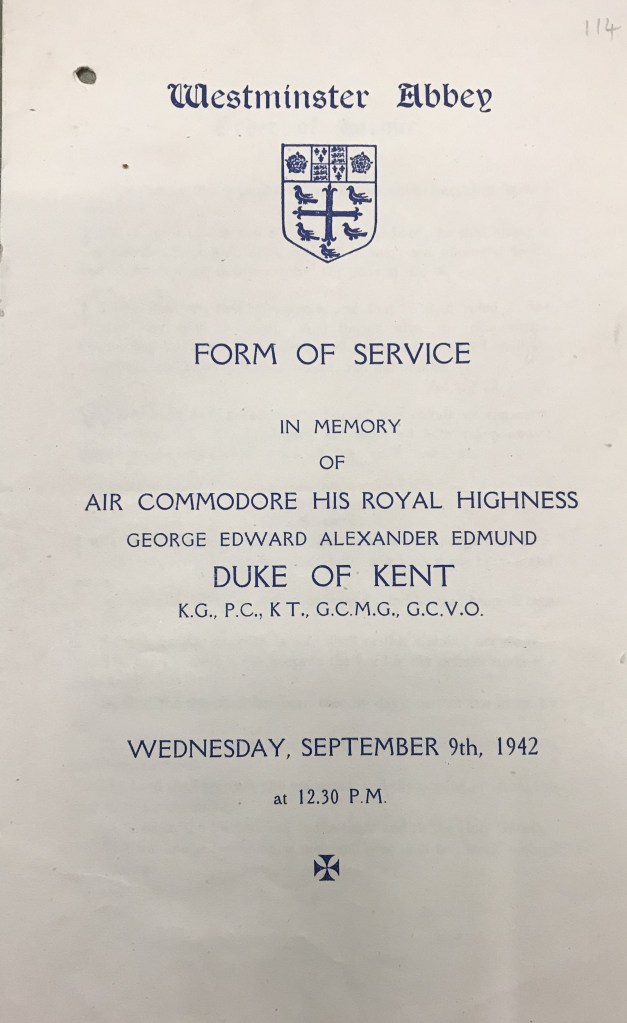 114
Westminster Abbey
FORM OF SERVICE
IN MEMORY
OF
AIR COMMODORE HIS ROYAL HIGHNESS
GEORGE EDWARD ALEXANDER EDMUND
DUKE OF KENT
K.G., P.C., K T., G.C.M.G., G.C.V.O.
WEDNESDAY, SEPTEMBER 9th, 1942
at 12.30 P.M.